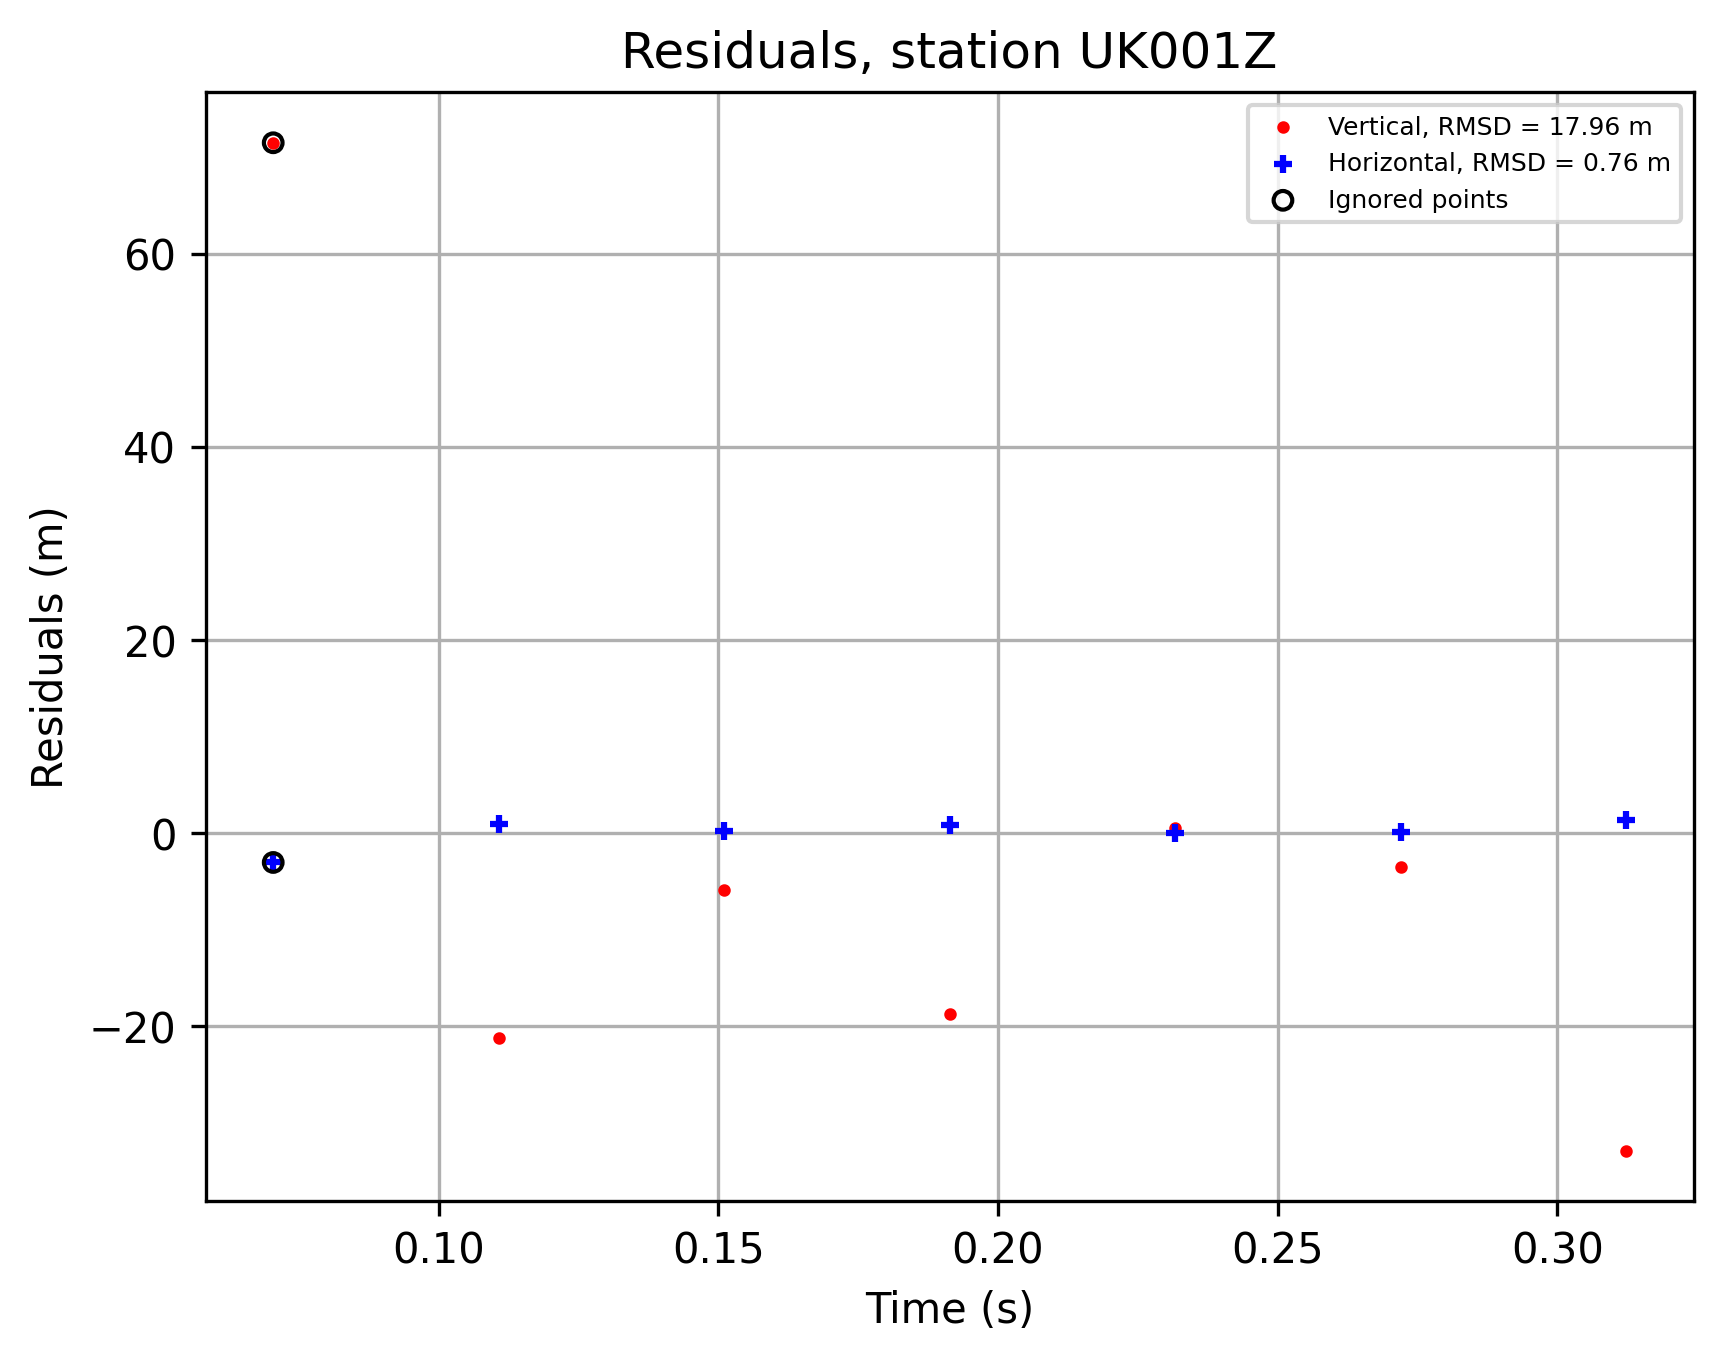 Residuals, station UK001Z
Vertical, RMSD = 17.96 m
Horizontal, RMSD = 0.76 m
Ignored points
60
40
20
0
−20
Residuals (m)
0.10 0.15 0.20 0.25 0.30
Time (s)